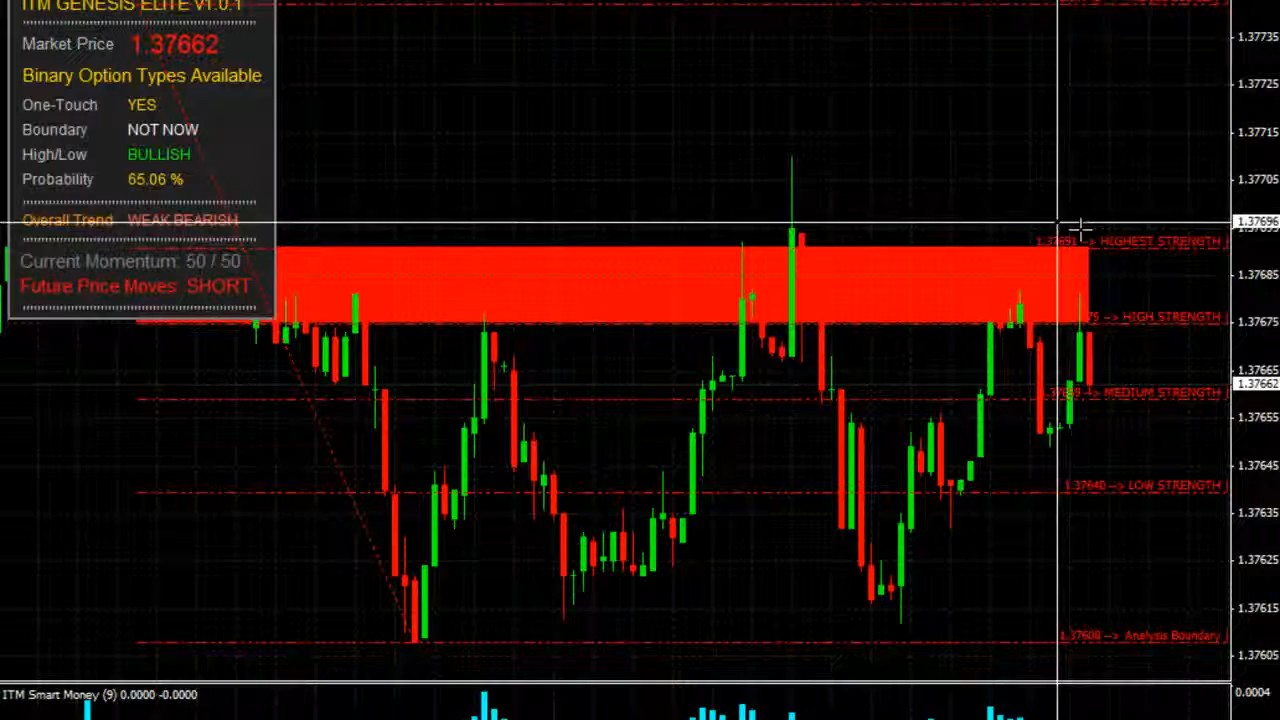 ITM GENESIS ELITE V1.0.1
Market Price 1.37662
Binary Option Types Available
One-Touch YES
Boundary NOT NOW
High/Low BULLISH
Probability 65.06 %
Overall Trend WEAK BEARISH
Current Momentum: 50 / 50
Future Price Moves: SHORT
1.37735
1.37725
1.37715
1.37705
1.37696
1.37691 --> HIGHEST STRENGTH
1.37685
75 --> HIGH STRENGTH
1.37675
1.37665
1.37662
--> MEDIUM STRENGTH
1.37655
1.37645
1.37640 --> LOW STRENGTH
1.37635
1.37625
1.37615
1.37608 --> Analysis Boundary
1.37605
ITM Smart Money (9) 0.0000 -0.0000
0.0004